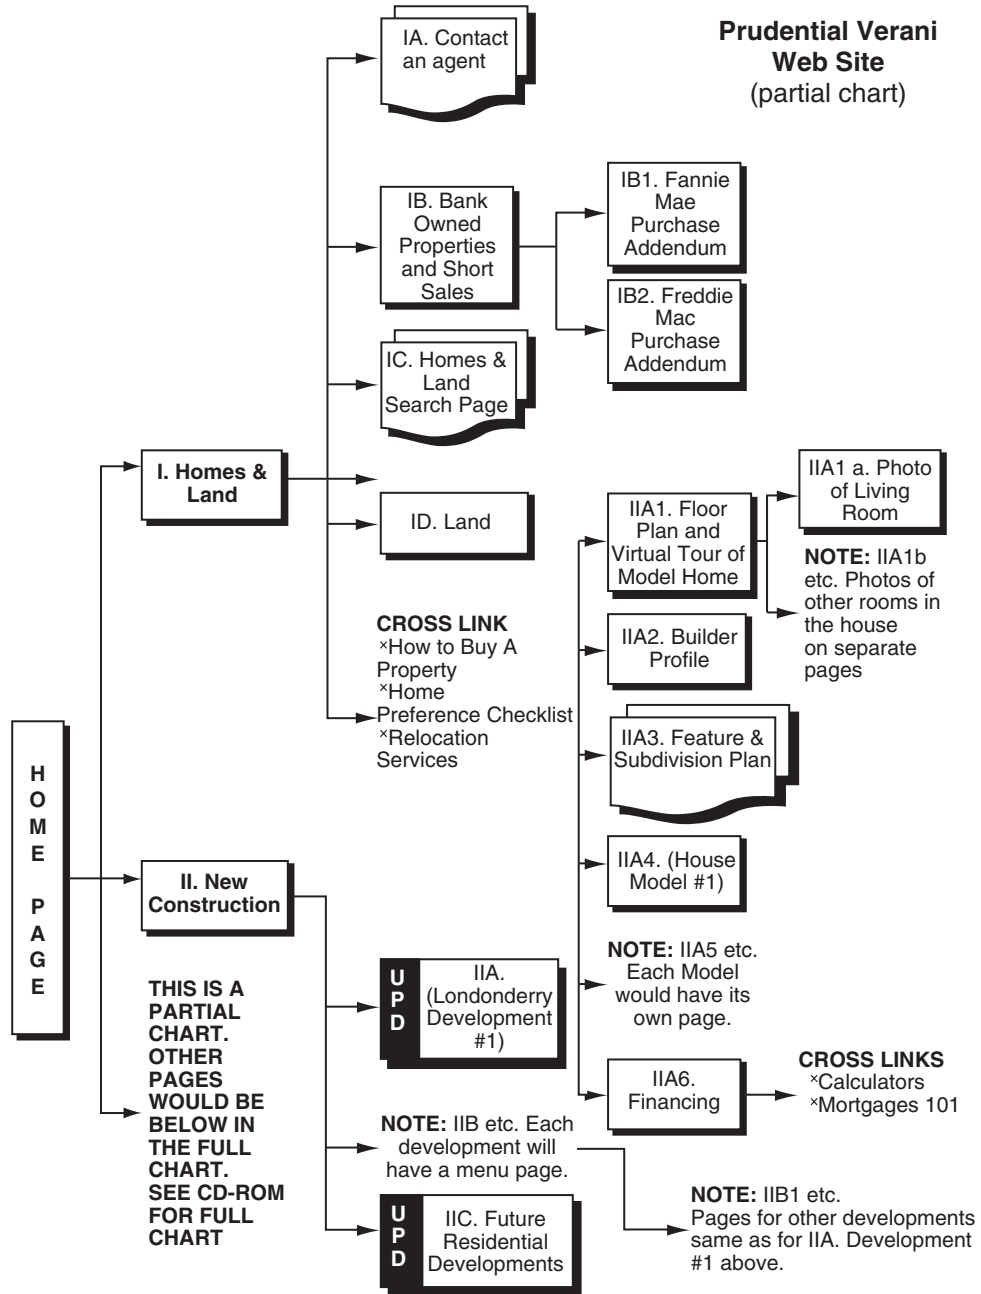 Prudential Verani
Web Site
(partial chart)
IA. Contact
an agent
IB. Bank
Owned
Properties
and Short
Sales
IB1. Fannie
Mae
Purchase
Addendum
IB2. Freddie
Mac
Purchase
Addendum
IC. Homes &
Land
Search Page
I. Homes &
Land
ID. Land
CROSS LINK
×How to Buy A
Property
×Home
Preference Checklist
×Relocation
Services
IIA1. Floor
Plan and
Virtual Tour of
Model Home
IIA1 a. Photo
of Living
Room
NOTE: IIA1b
etc. Photos of
other rooms in
the house
on separate
pages
IIA2. Builder
Profile
IIA3. Feature &
Subdivision Plan
IIA4. (House
Model #1)
NOTE: IIA5 etc.
Each Model
would have its
own page.
IIA6.
Financing
CROSS LINKS
×Calculators
×Mortgages 101
H
O
M
E
P
A
G
E
II. New
Construction
THIS IS A
PARTIAL
CHART.
OTHER
PAGES
WOULD BE
BELOW IN
THE FULL
CHART.
SEE CD-ROM
FOR FULL
CHART
U
P
D
IIA.
(Londonderry
Development
#1)
NOTE: IIB etc. Each
development will
have a menu page.
U
P
D
IIC. Future
Residential
Developments
NOTE: IIB1 etc.
Pages for other developments
same as for IIA. Development
#1 above.